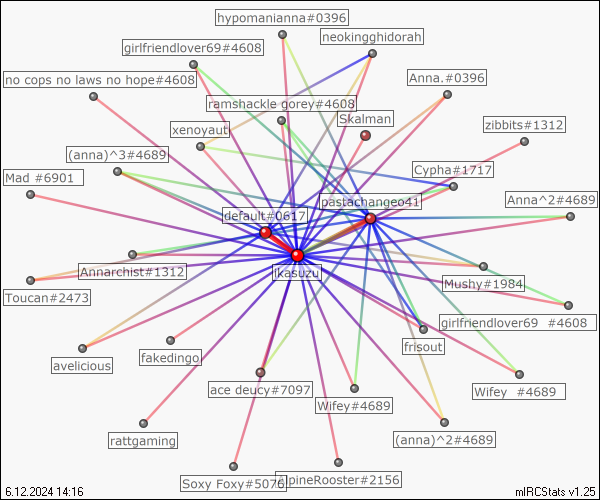 hypomanianna#0396
neokingghidorah
girlfriendlover69#4608
no cops no laws no hope#4608
Anna.#0396
ramshackle gorey#4608
Skalman
zibbits#1312
xenoyaut
(anna)^3#4689
Cypha#1717
Mad #6901
Anna^2#4689
pastachangeo41
default#0617
Annarchist#1312
ikasuzu
Mushy#1984
Toucan#2473
girlfriendlover69 #4608
frisout
avelicious
fakedingo
ace deucy#7097
Wifey#4689
Wifey #4689
rattgaming
(anna)^2#4689
Soxy Foxy#5076
AlpineRooster#2156
6.12.2024 14:16
mIRCStats v1.25